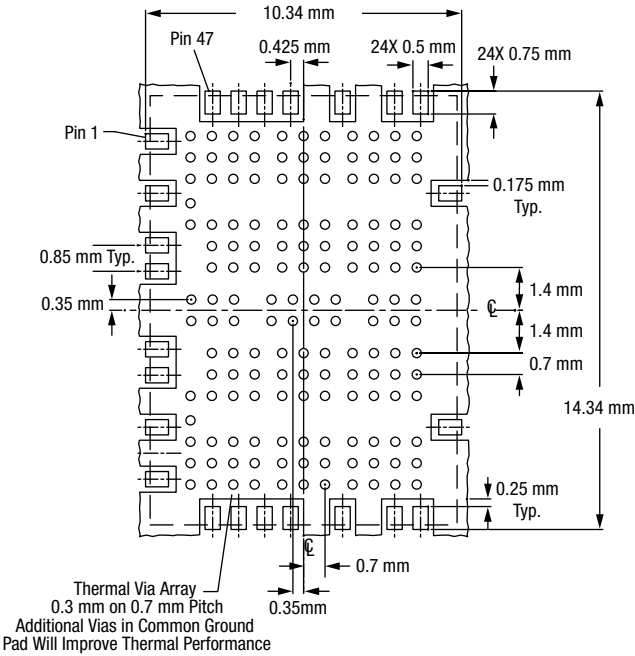 10.34 mm
Pin 47
0.425 mm
24X 0.5 mm
24X 0.75 mm
Pin 1
0.175 mm
Typ.
0.85 mm Typ.
0.35 mm
1.4 mm
℄
1.4 mm
0.7 mm
14.34 mm
0.25 mm
Typ.
℄
0.7 mm
0.35mm
Thermal Via Array
0.3 mm on 0.7 mm Pitch
Additional Vias in Common Ground
Pad Will Improve Thermal Performance